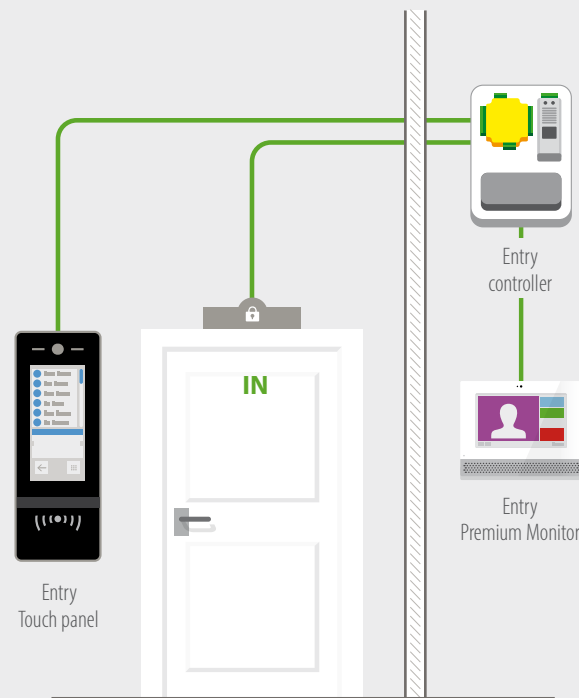 Entry
controller
IN
Entry
Premium Monitor
Entry
Touch panel